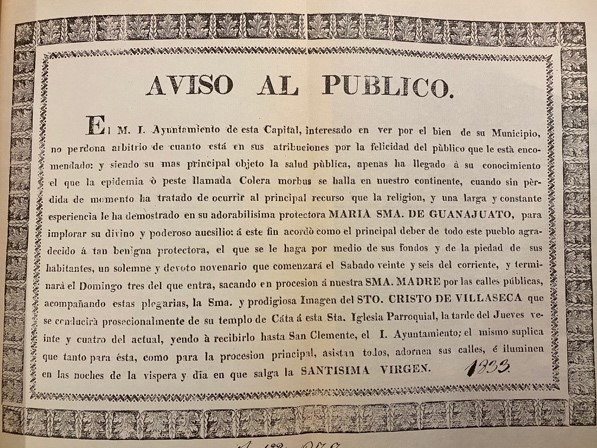 AVISO AL PUBLICO.
El M. I. Ayuntamiento de esta Capital, interesado en ver por el bien de su Municipio,
no perdona arbitrio de cuanto está en sus atribuciones por la felicidad del público que le está enco-
mendado: y siendo su mas principal objeto la salud pública, apenas ha llegado á su conocimiento
el que la epidemia ò peste llamada Colera morbus se halla en nuestro continente, cuando sin pér-
dida de momento ha tratado de ocurrir al principal recurso que la religion, y una larga y constante
esperiencia le ha demostrado en su adorabilisima protectora MARIA SMA. DE GUANAJUATO, para
implorar su divino y poderoso aucsilio: á este fin acordò como el principal deber de todo este pueblo agra-
decido á tan benigna protectora, el que se le haga por medio de sus fondos y de la piedad de sus
habitantes, un solemne y devoto novenario que comenzará el Sabado veinte y seis del corriente, y termi-
nará el Domingo tres del que entra, sacando en procesion á nuestra SMA. MADRE por las calles públicas,
acompañando estas plegarias, la Sma. y prodigiosa Imagen del STO. CRISTO DE VILLASECA que
se conducirá prosecionalmente de su templo de Cáta á esta Sta. Iglesia Parroquial, la tarde del Jueves ve-
inte y cuatro del actual, yendo à recibirlo hasta San Clemente, el I. Ayuntamiento; el mismo suplica
que tanto para ésta, como para la procesion principal, asistan todos, adornen sus calles, é iluminen
en las noches de la vispera y dia en que salga la SANTISIMA VIRGEN. 1833.